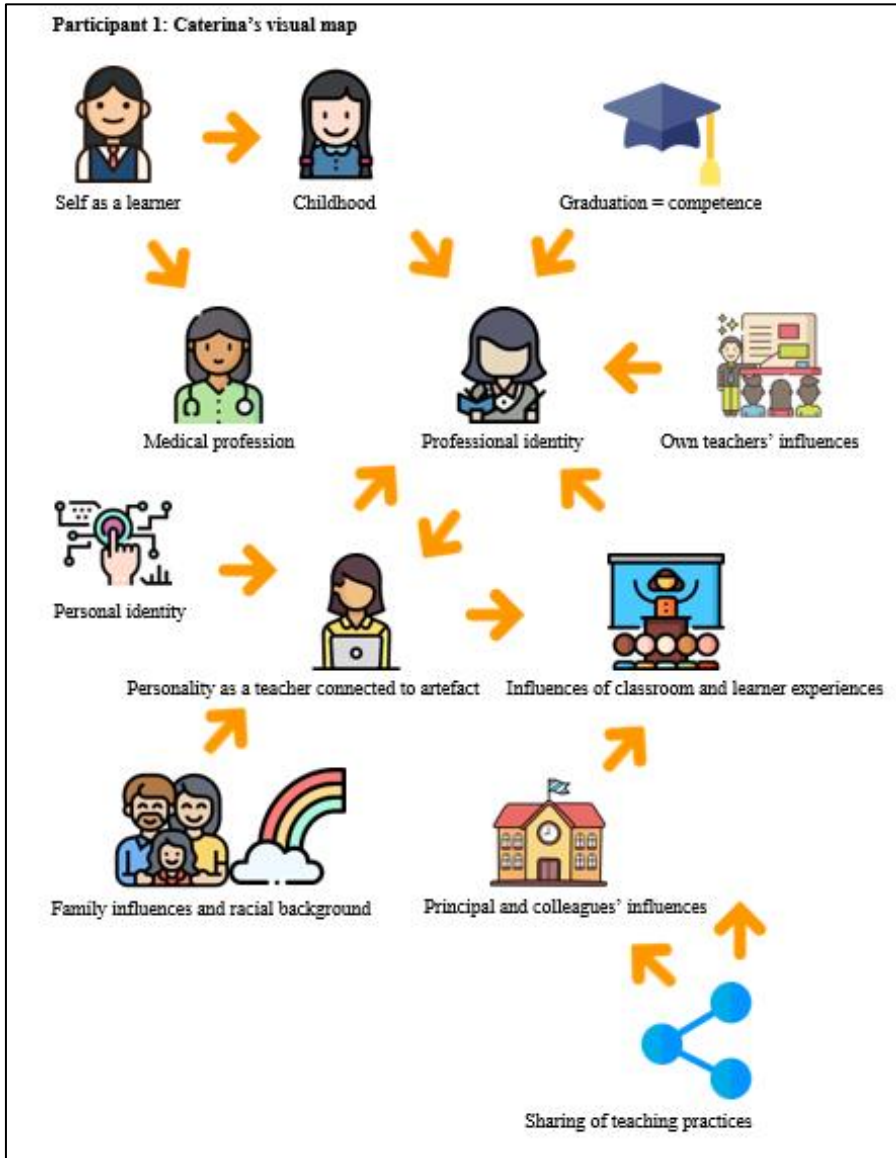 Participant 1: Caterina's visual map
Self as a learner
Childhood
Graduation = competence
Medical profession
Professional identity
Own teachers' influences
Personal identity
Personality as a teacher connected to artefact
Influences of classroom and learner experiences
Family influences and racial background
Principal and colleagues' influences
Sharing of teaching practices